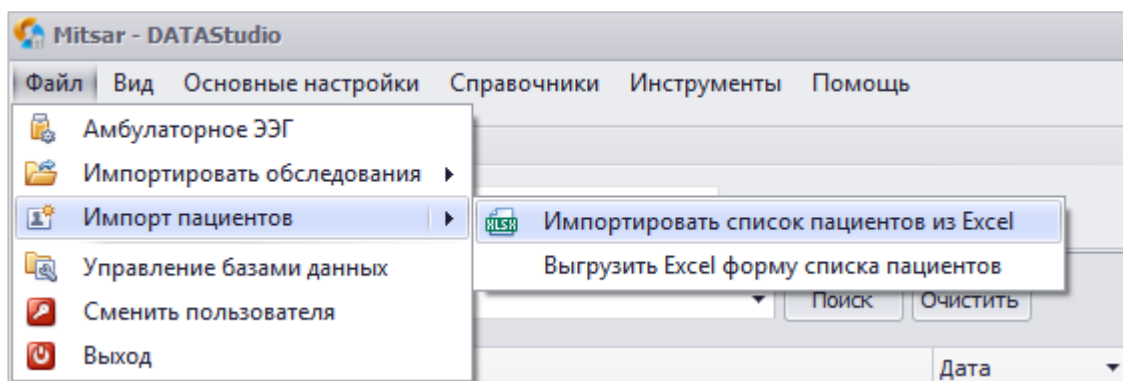 Mitsar - DATAStudio
Файл Вид Основные настройки Справочники Инструменты Помощь
Амбулаторное ЭЭГ
Импортировать обследования
Импорт пациентов
XLSX Импортировать список пациентов из Excel
Выгрузить Excel форму списка пациентов
Управление базами данных
Поиск Очистить
Сменить пользователя
Выход
Дата